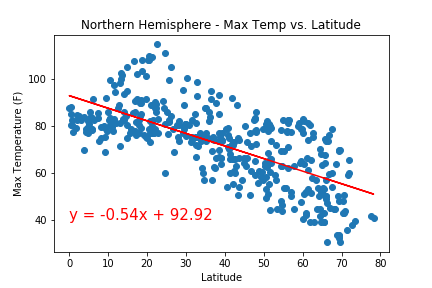 Northern Hemisphere - Max Temp vs. Latitude
Max Temperature (F)
100
80
60
40
y = -0.54x + 92.92
0 10 20 30 40 50 60 70 80
Latitude